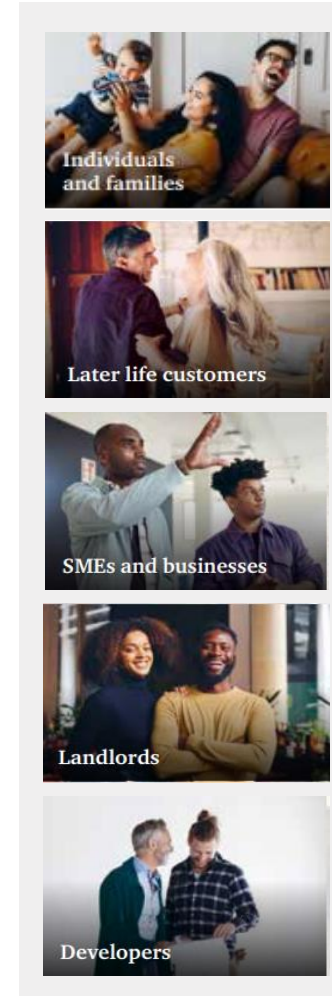 Individuals
and families
Later life customers
SMEs and businesses
Landlords
Developers